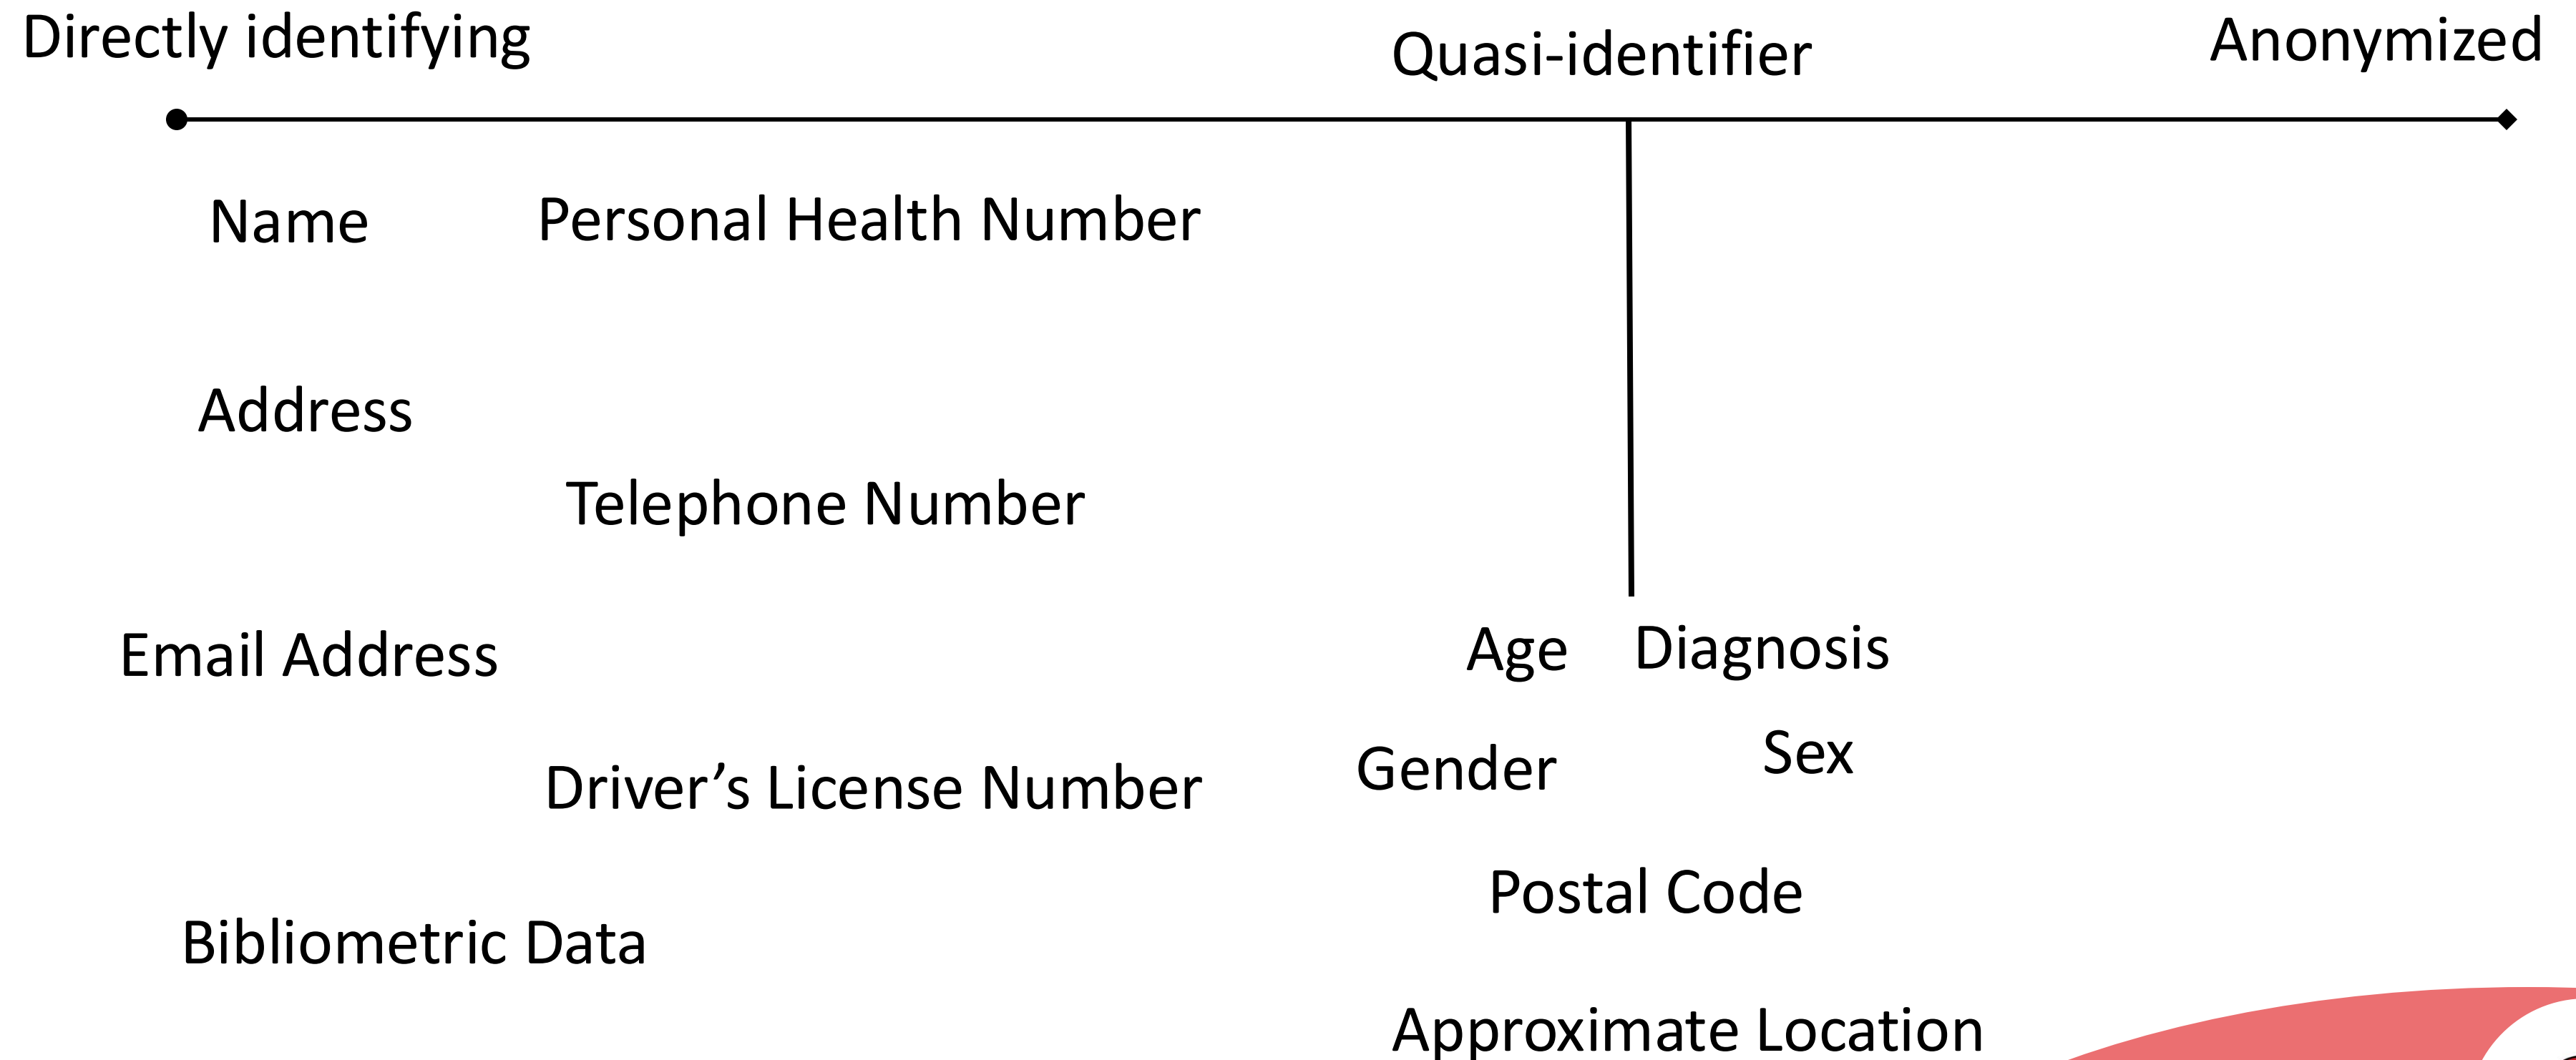 Directly identifying
Quasi-identifier
Anonymized
Name
Personal Health Number
Address
Telephone Number
Email Address
Age
Diagnosis
Gender
Sex
Driver’s License Number
Postal Code
Bibliometric Data
Approximate Location